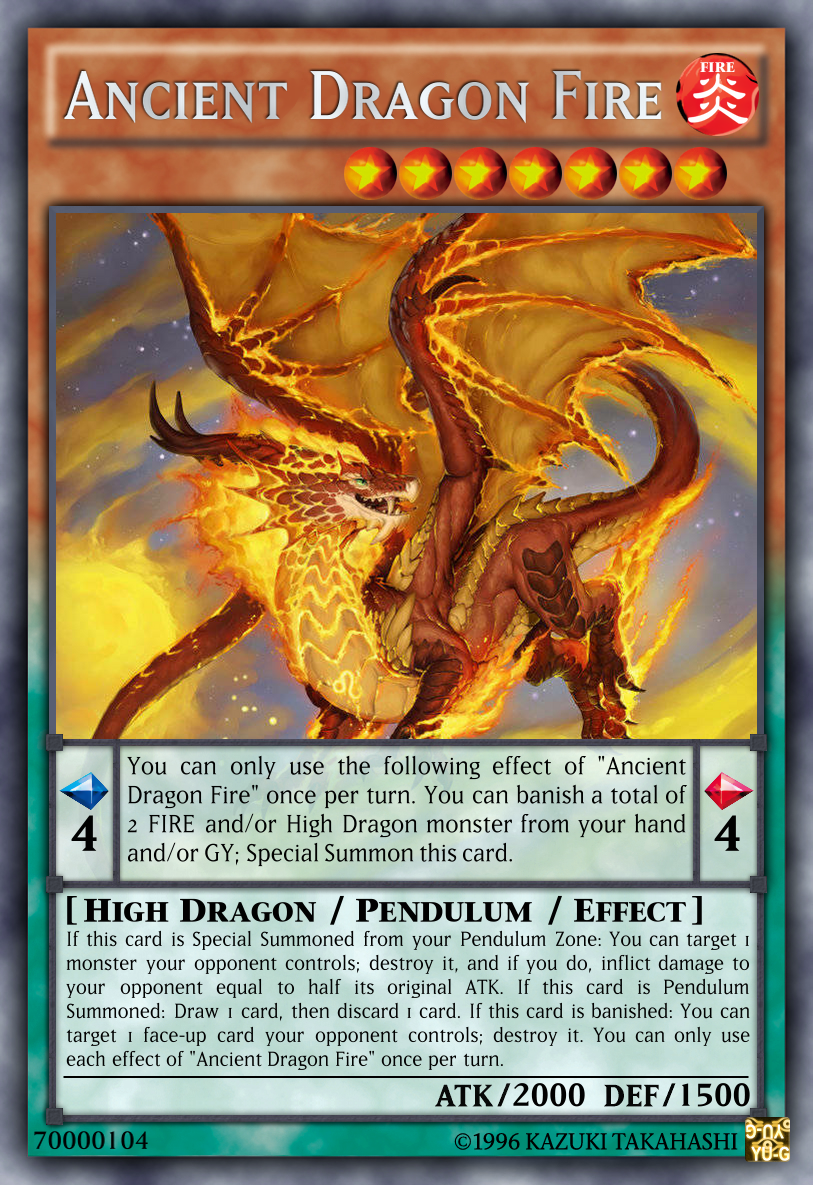 ANCIENT DRAGON FIRE
FIRE
炎
You can only use the following effect of "Ancient
Dragon Fire" once per turn. You can banish a total of
2 FIRE and/or High Dragon monster from your hand
and/or GY; Special Summon this card.
4
4
[ HIGH DRAGON / PENDULUM / EFFECT ]
If this card is Special Summoned from your Pendulum Zone: You can target 1
monster your opponent controls; destroy it, and if you do, inflict damage to
your opponent equal to half its original ATK. If this card is Pendulum
Summoned: Draw 1 card, then discard 1 card. If this card is banished: You can
target 1 face-up card your opponent controls; destroy it. You can only use
each effect of "Ancient Dragon Fire" once per turn.
ATK/2000 DEF/1500
70000104
©1996 KAZUKI TAKAHASHI